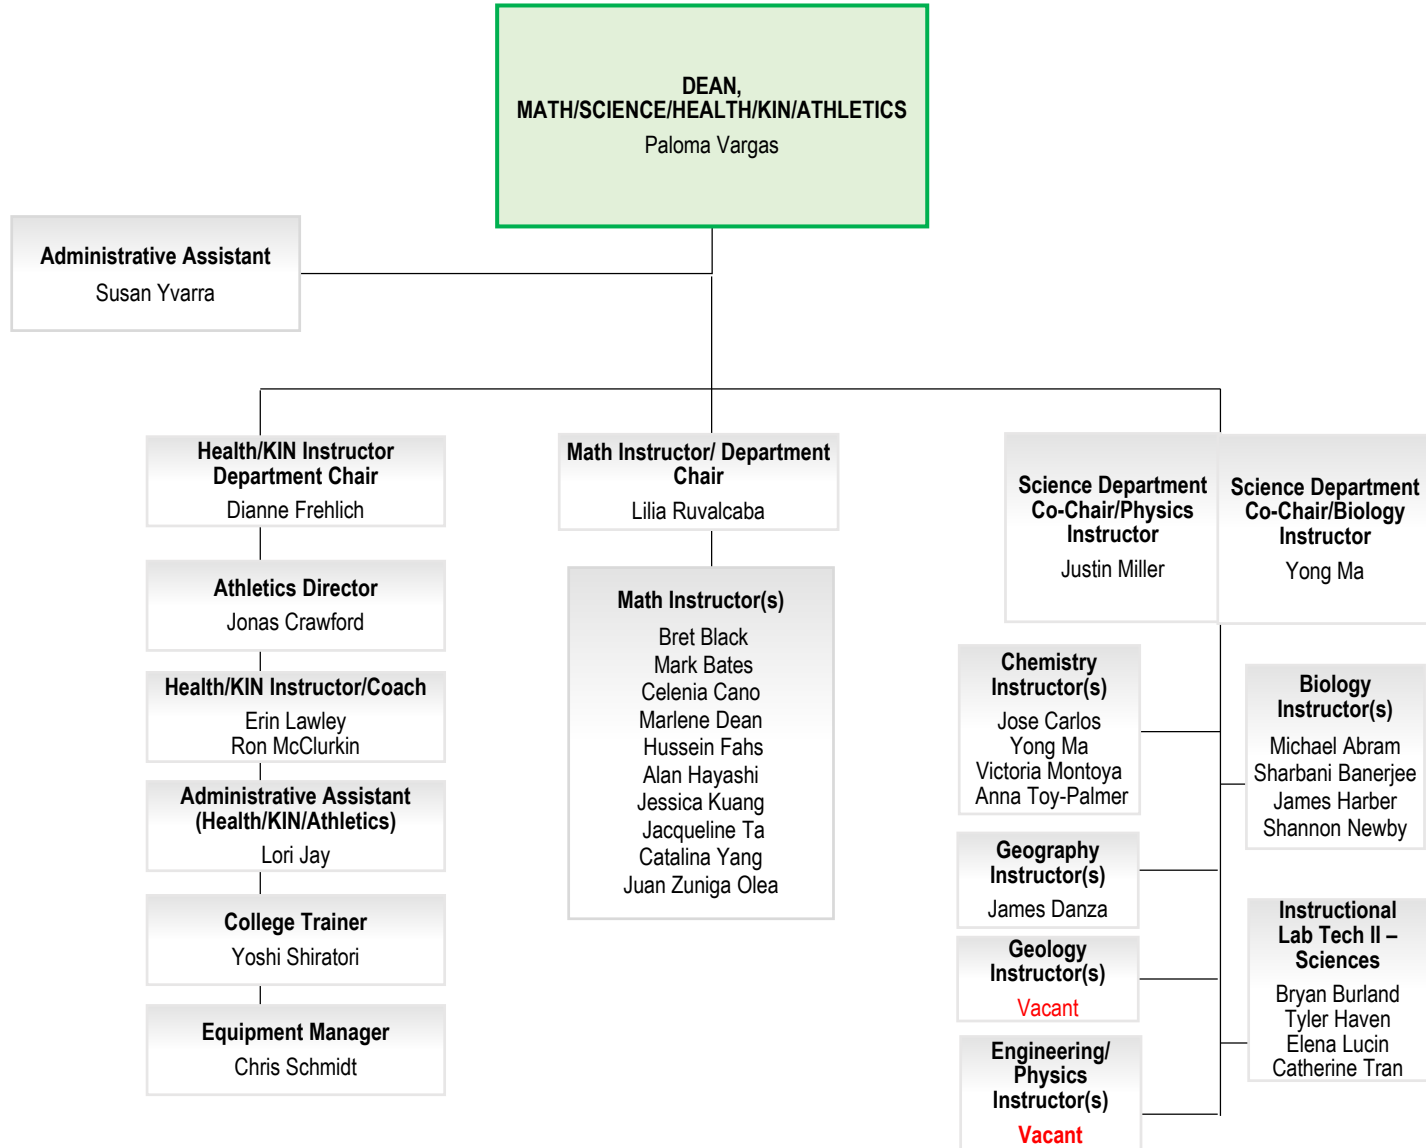 DEAN,
MATH/SCIENCE/HEALTH/KIN/ATHLETICS
Paloma Vargas
Administrative Assistant
Susan Yvarra
Health/KIN Instructor
Department Chair
Dianne Frehlich
Athletics Director
Jonas Crawford
Health/KIN Instructor/Coach
Erin Lawley
Ron McClurkin
Administrative Assistant
(Health/KIN/Athletics)
Lori Jay
College Trainer
Yoshi Shiratori
Equipment Manager
Chris Schmidt
Math Instructor/ Department
Chair
Lilia Ruvalcaba
Math Instructor(s)
Bret Black
Mark Bates
Celenia Cano
Marlene Dean
Hussein Fahs
Alan Hayashi
Jessica Kuang
Jacqueline Ta
Catalina Yang
Juan Zuniga Olea
Science Department
Co-Chair/Physics
Instructor
Justin Miller
Science Department
Co-Chair/Biology
Instructor
Yong Ma
Chemistry
Instructor(s)
Jose Carlos
Yong Ma
Victoria Montoya
Anna Toy-Palmer
Geography
Instructor(s)
James Danza
Geology
Instructor(s)
Vacant
Engineering/
Physics
Instructor(s)
Vacant
Biology
Instructor(s)
Michael Abram
Sharbani Banerjee
James Harber
Shannon Newby
Instructional
Lab Tech II –
Sciences
Bryan Burland
Tyler Haven
Elena Lucin
Catherine Tran